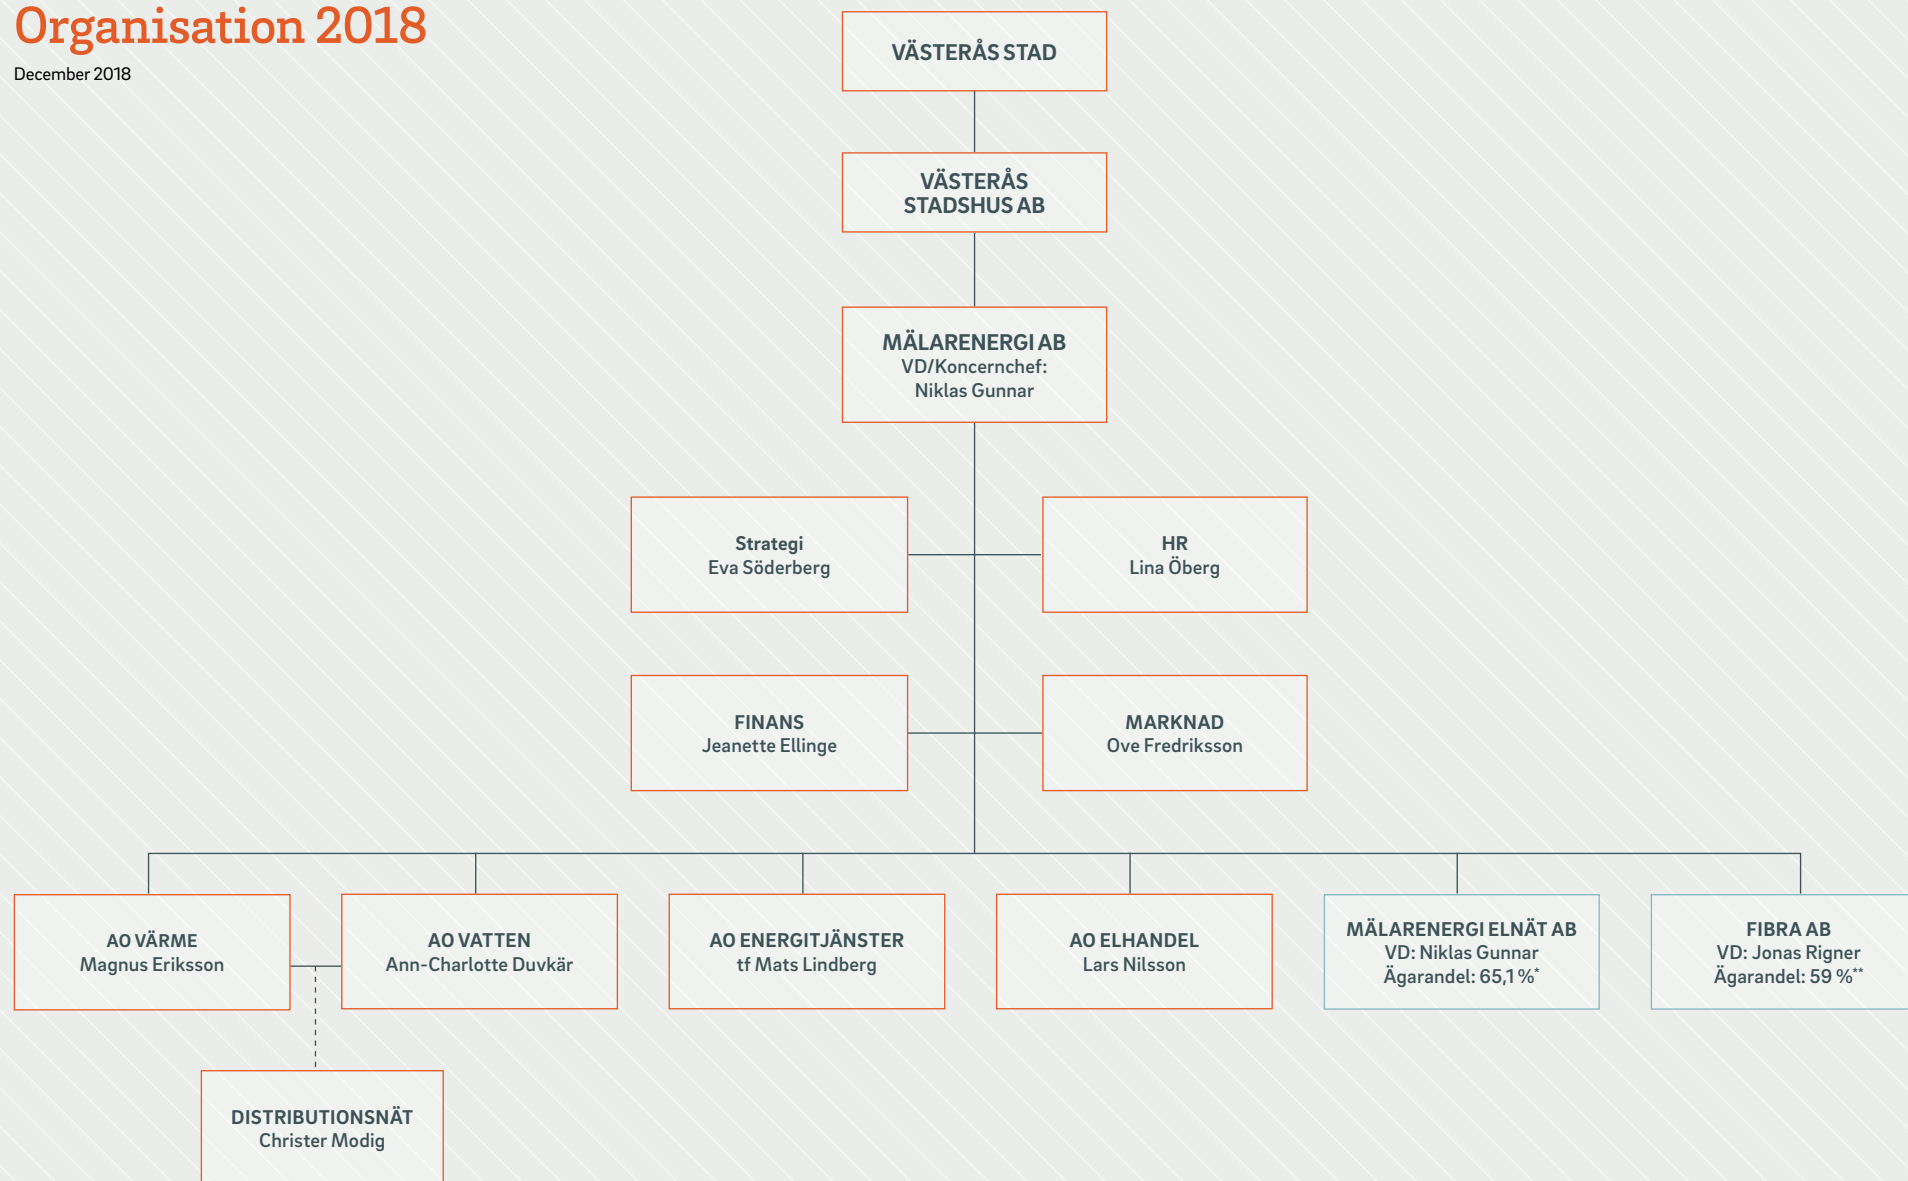 Organisation 2018
December 2018
VÄSTERÅS STAD
VÄSTERÅS
STADSHUS AB
MÄLARENERGI AB
VD/Koncernchef:
Niklas Gunnar
Strategi
Eva Söderberg
HR
Lina Öberg
FINANS
Jeanette Ellinge
MARKNAD
Ove Fredriksson
AO VÄRME
Magnus Eriksson
AO VATTEN
Ann-Charlotte Duvkär
AO ENERGITJÄNSTER
tf Mats Lindberg
AO ELHANDEL
Lars Nilsson
MÄLARENERGI ELNÄT AB
VD: Niklas Gunnar
Ägarandel: 65,1 %*
FIBRA AB
VD: Jonas Rigner
Ägarandel: 59 %**
DISTRIBUTIONSNÄT
Christer Modig